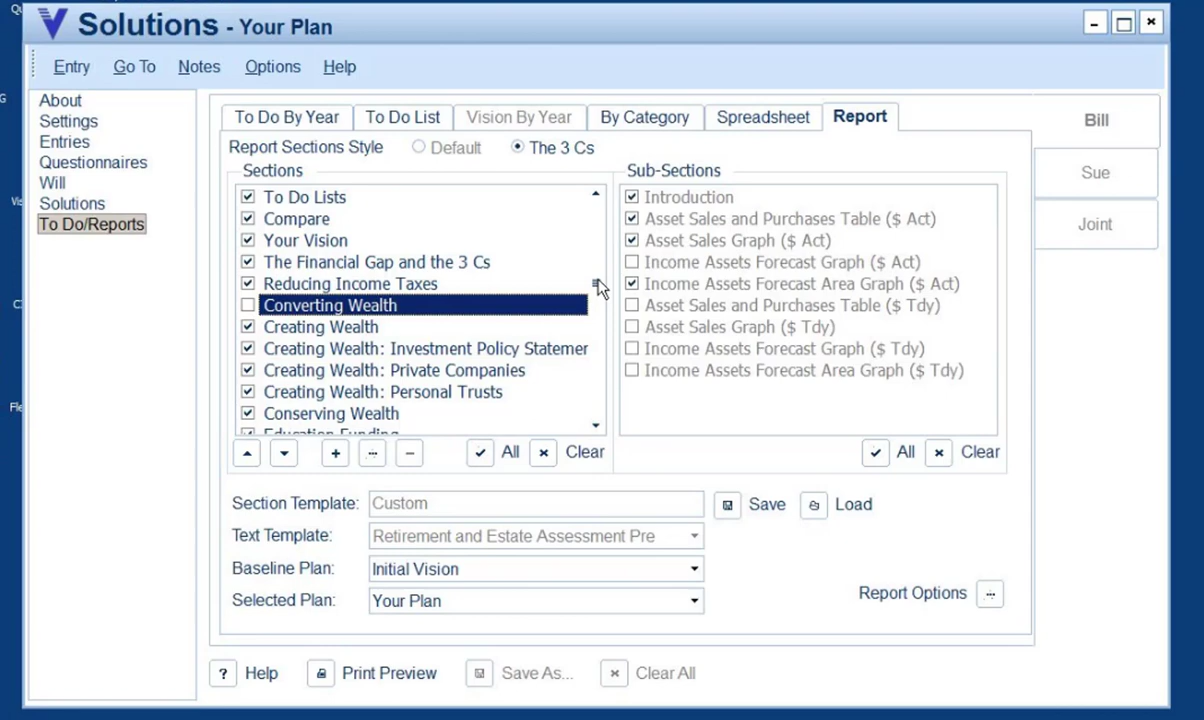 Solutions - Your Plan
Entry Go To Notes Options Help
About
Settings
Entries
Questionnaires
Will
Solutions
To Do/Reports
To Do By Year To Do List Vision By Year By Category Spreadsheet Report
Report Sections Style Default The 3 Cs
Sections
To Do Lists
Compare
Your Vision
The Financial Gap and the 3 Cs
Reducing Income Taxes
Converting Wealth
Creating Wealth
Creating Wealth: Investment Policy Statemer
Creating Wealth: Private Companies
Creating Wealth: Personal Trusts
Conserving Wealth
Education Funding
All Clear
Sub-Sections
Introduction
Asset Sales and Purchases Table ($ Act)
Asset Sales Graph ($ Act)
Income Assets Forecast Graph ($ Act)
Income Assets Forecast Area Graph ($ Act)
Asset Sales and Purchases Table ($ Tdy)
Asset Sales Graph ($ Tdy)
Income Assets Forecast Graph ($ Tdy)
Income Assets Forecast Area Graph ($ Tdy)
All Clear
Section Template: Custom Save Load
Text Template: Retirement and Estate Assessment Pre
Baseline Plan: Initial Vision
Selected Plan: Your Plan
Report Options ...
? Help Print Preview Save As... Clear All
Bill
Sue
Joint